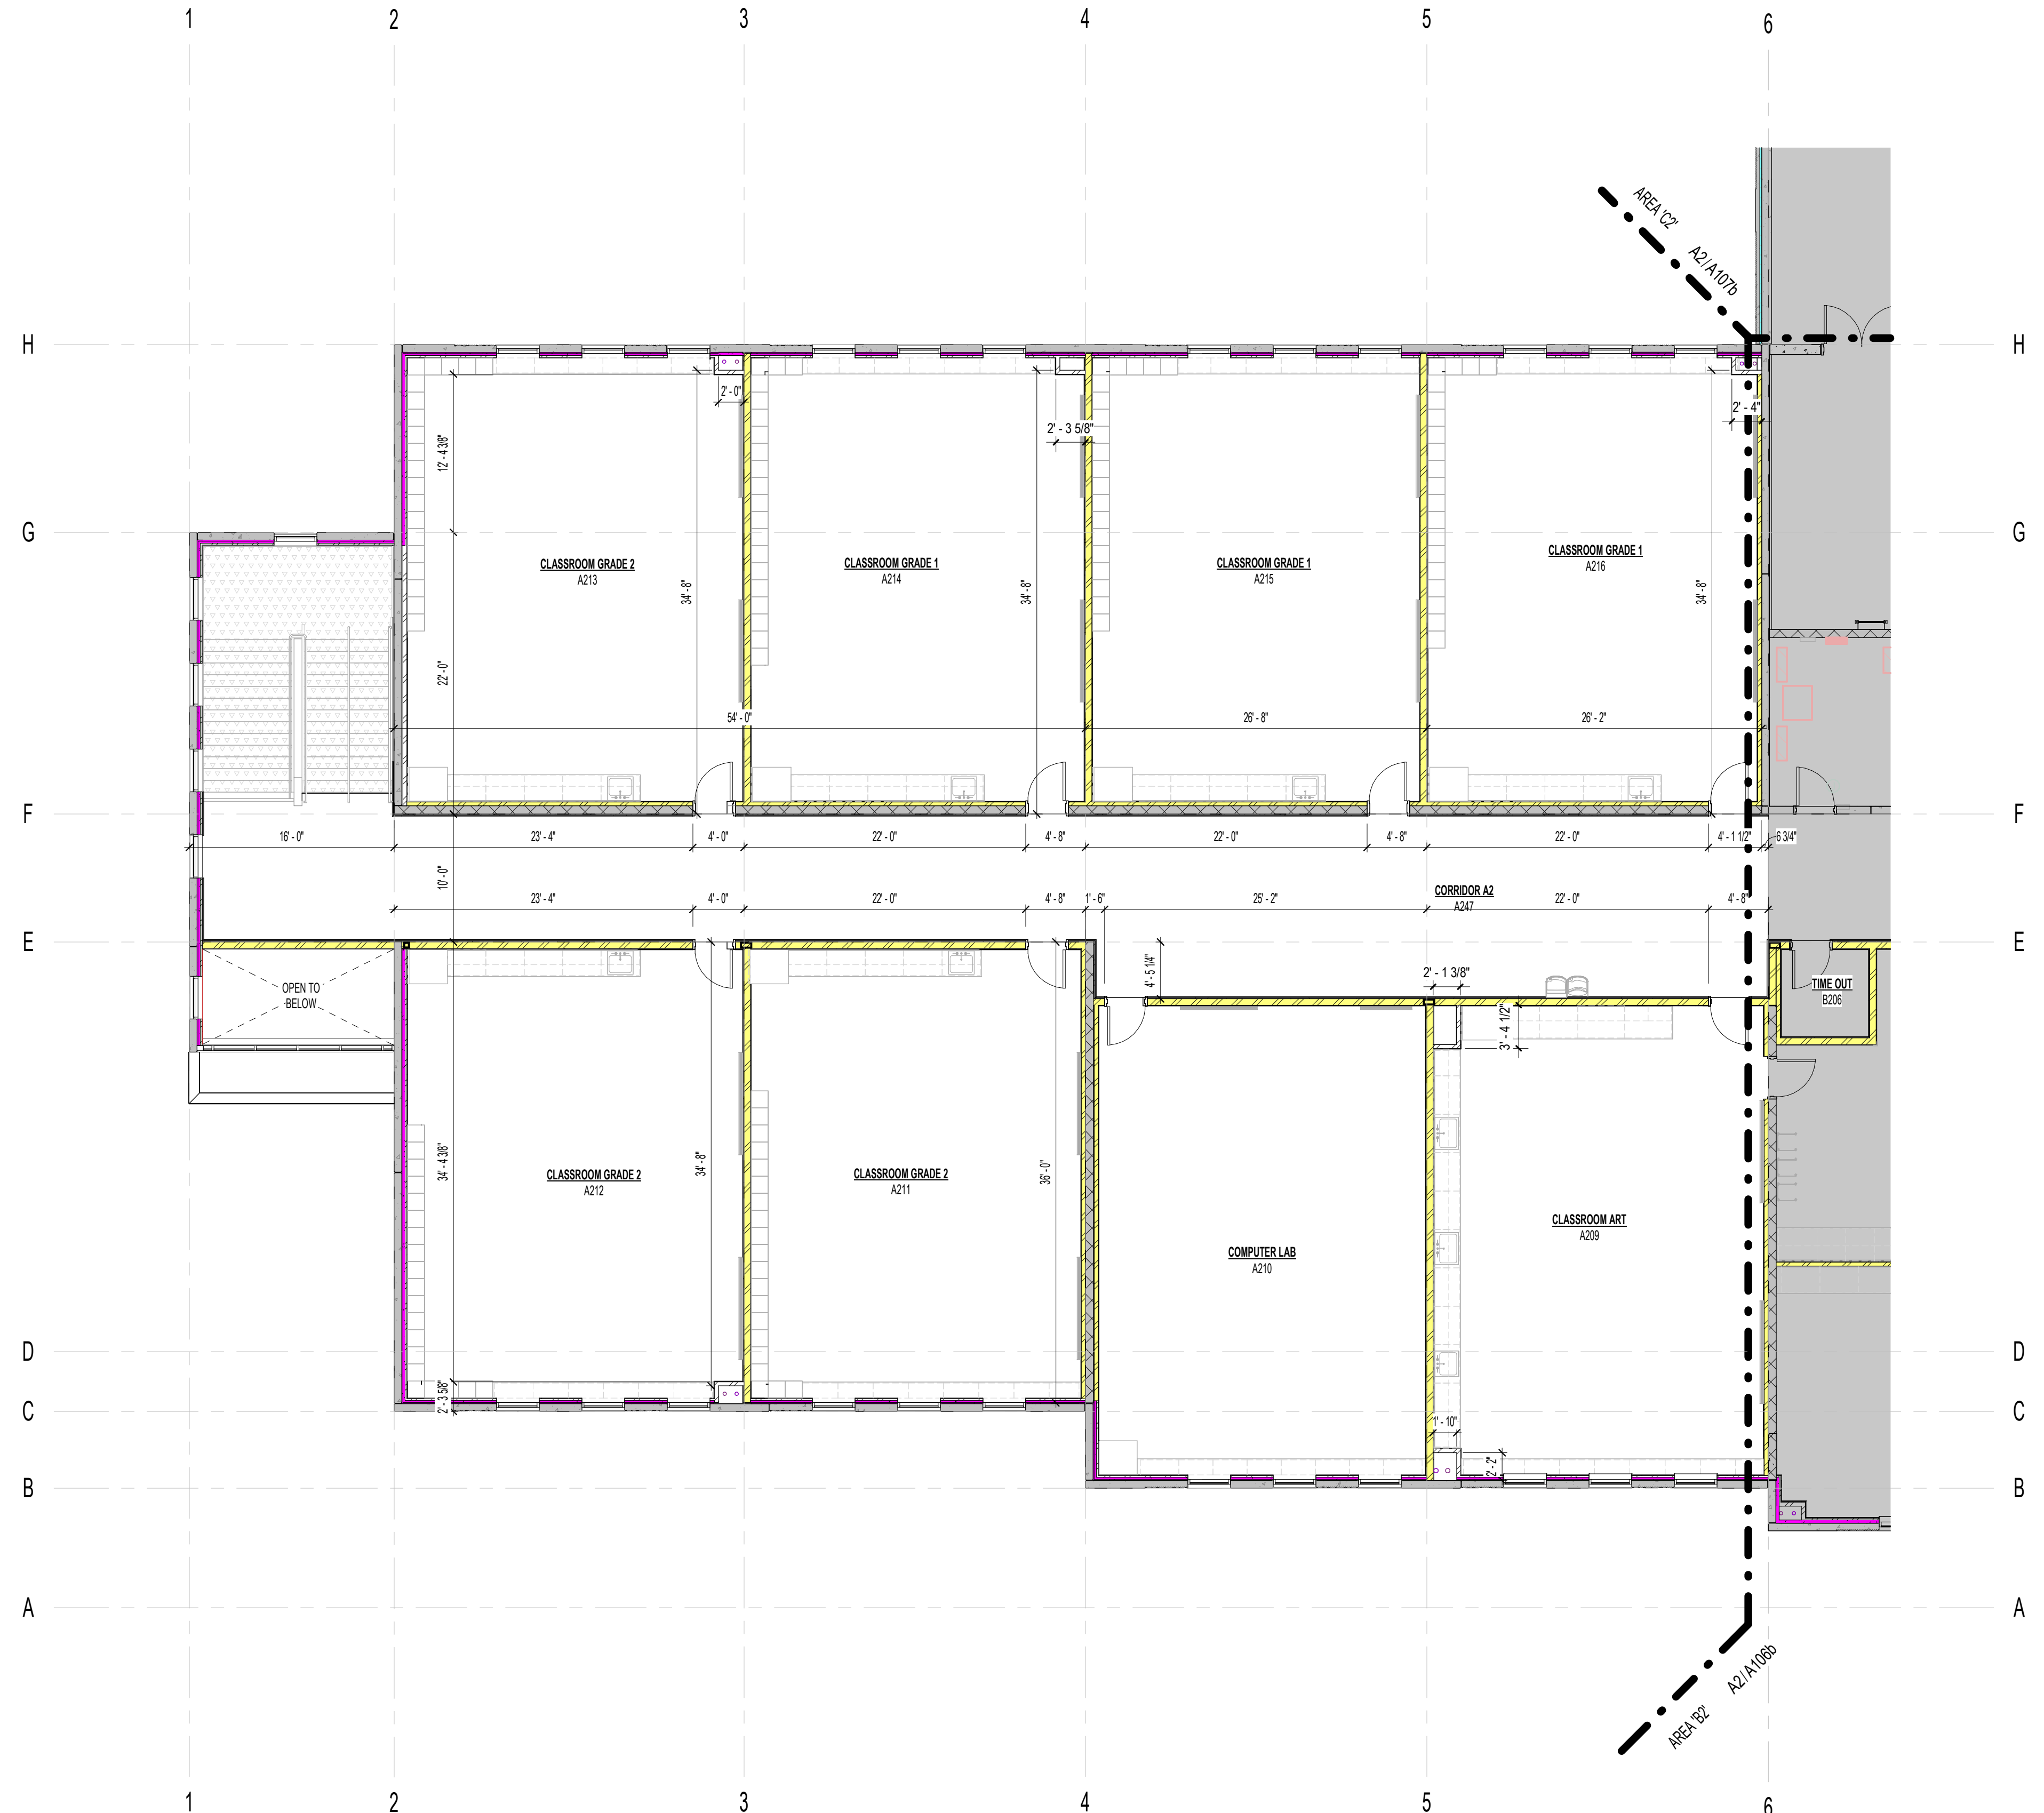 1 2 3 4 5 6
AREA 'C2'
A2/A107b
H H
2' - 0"
2' - 3 5/8"
2' - 4"
12' - 4 3/8"
G G
CLASSROOM GRADE 2
A213
CLASSROOM GRADE 1
A214
CLASSROOM GRADE 1
A215
CLASSROOM GRADE 1
A216
34' - 8"
34' - 8"
34' - 8"
22' - 0"
54' - 0"
26' - 8"
26' - 2"
F F
16' - 0"
23' - 4"
4' - 0"
22' - 0"
4' - 8"
22' - 0"
4' - 8"
22' - 0"
4' - 1 1/2"
6 3/4"
10' - 0"
23' - 4"
4' - 0"
22' - 0"
4' - 8"
1' - 6"
25' - 2"
CORRIDOR A2
A247
22' - 0"
4' - 8"
E E
4' - 5 1/4"
2' - 1 3/8"
3' - 4 1/2"
OPEN TO
BELOW
TIME OUT
B206
34' - 4 3/8"
34' - 8"
36' - 0"
CLASSROOM GRADE 2
A212
CLASSROOM GRADE 2
A211
CLASSROOM ART
A209
COMPUTER LAB
A210
D D
2' - 3 5/8"
C C
1' - 10"
2' - 2"
B B
A A
A2/A106b
AREA 'B2'
1 2 3 4 5 6